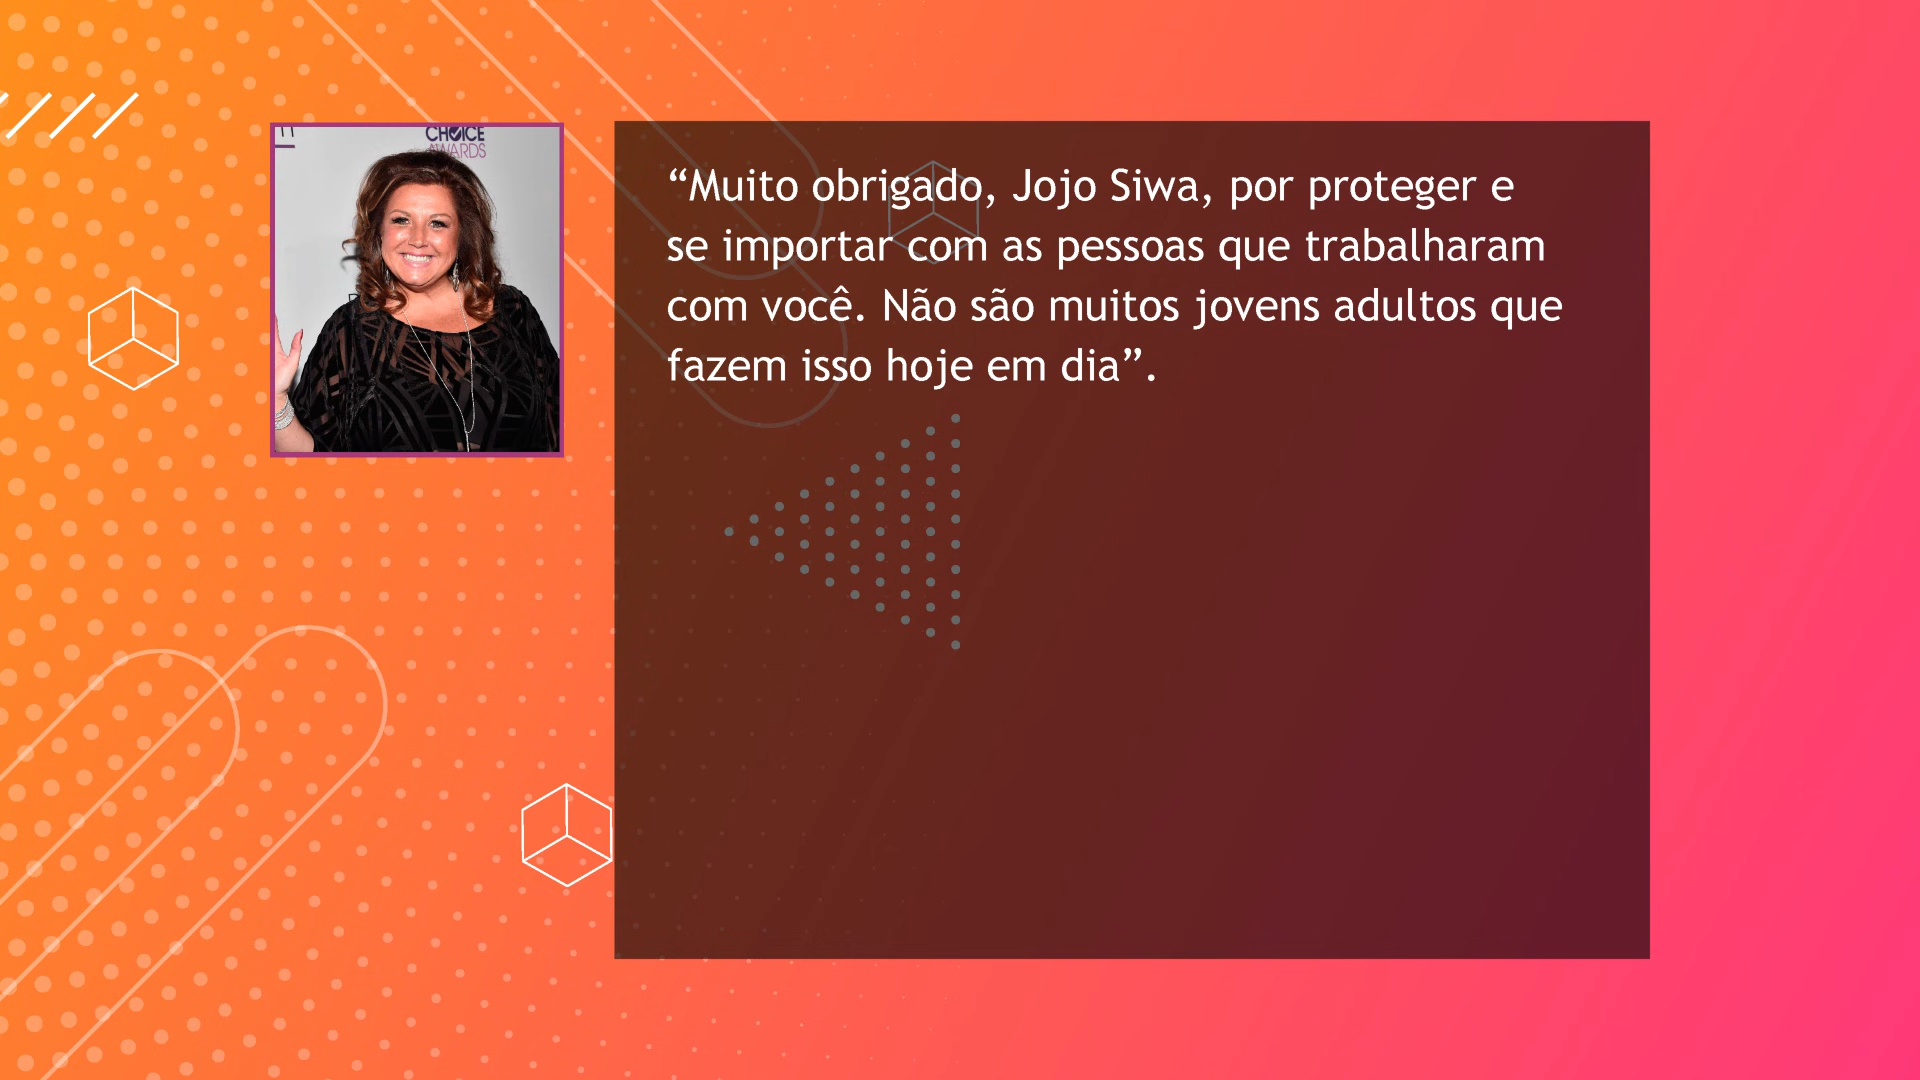 CHOICE
AWARDS
“Muito obrigado, Jojo Siwa, por proteger e
se importar com as pessoas que trabalharam
com você. Não são muitos jovens adultos que
fazem isso hoje em dia”.